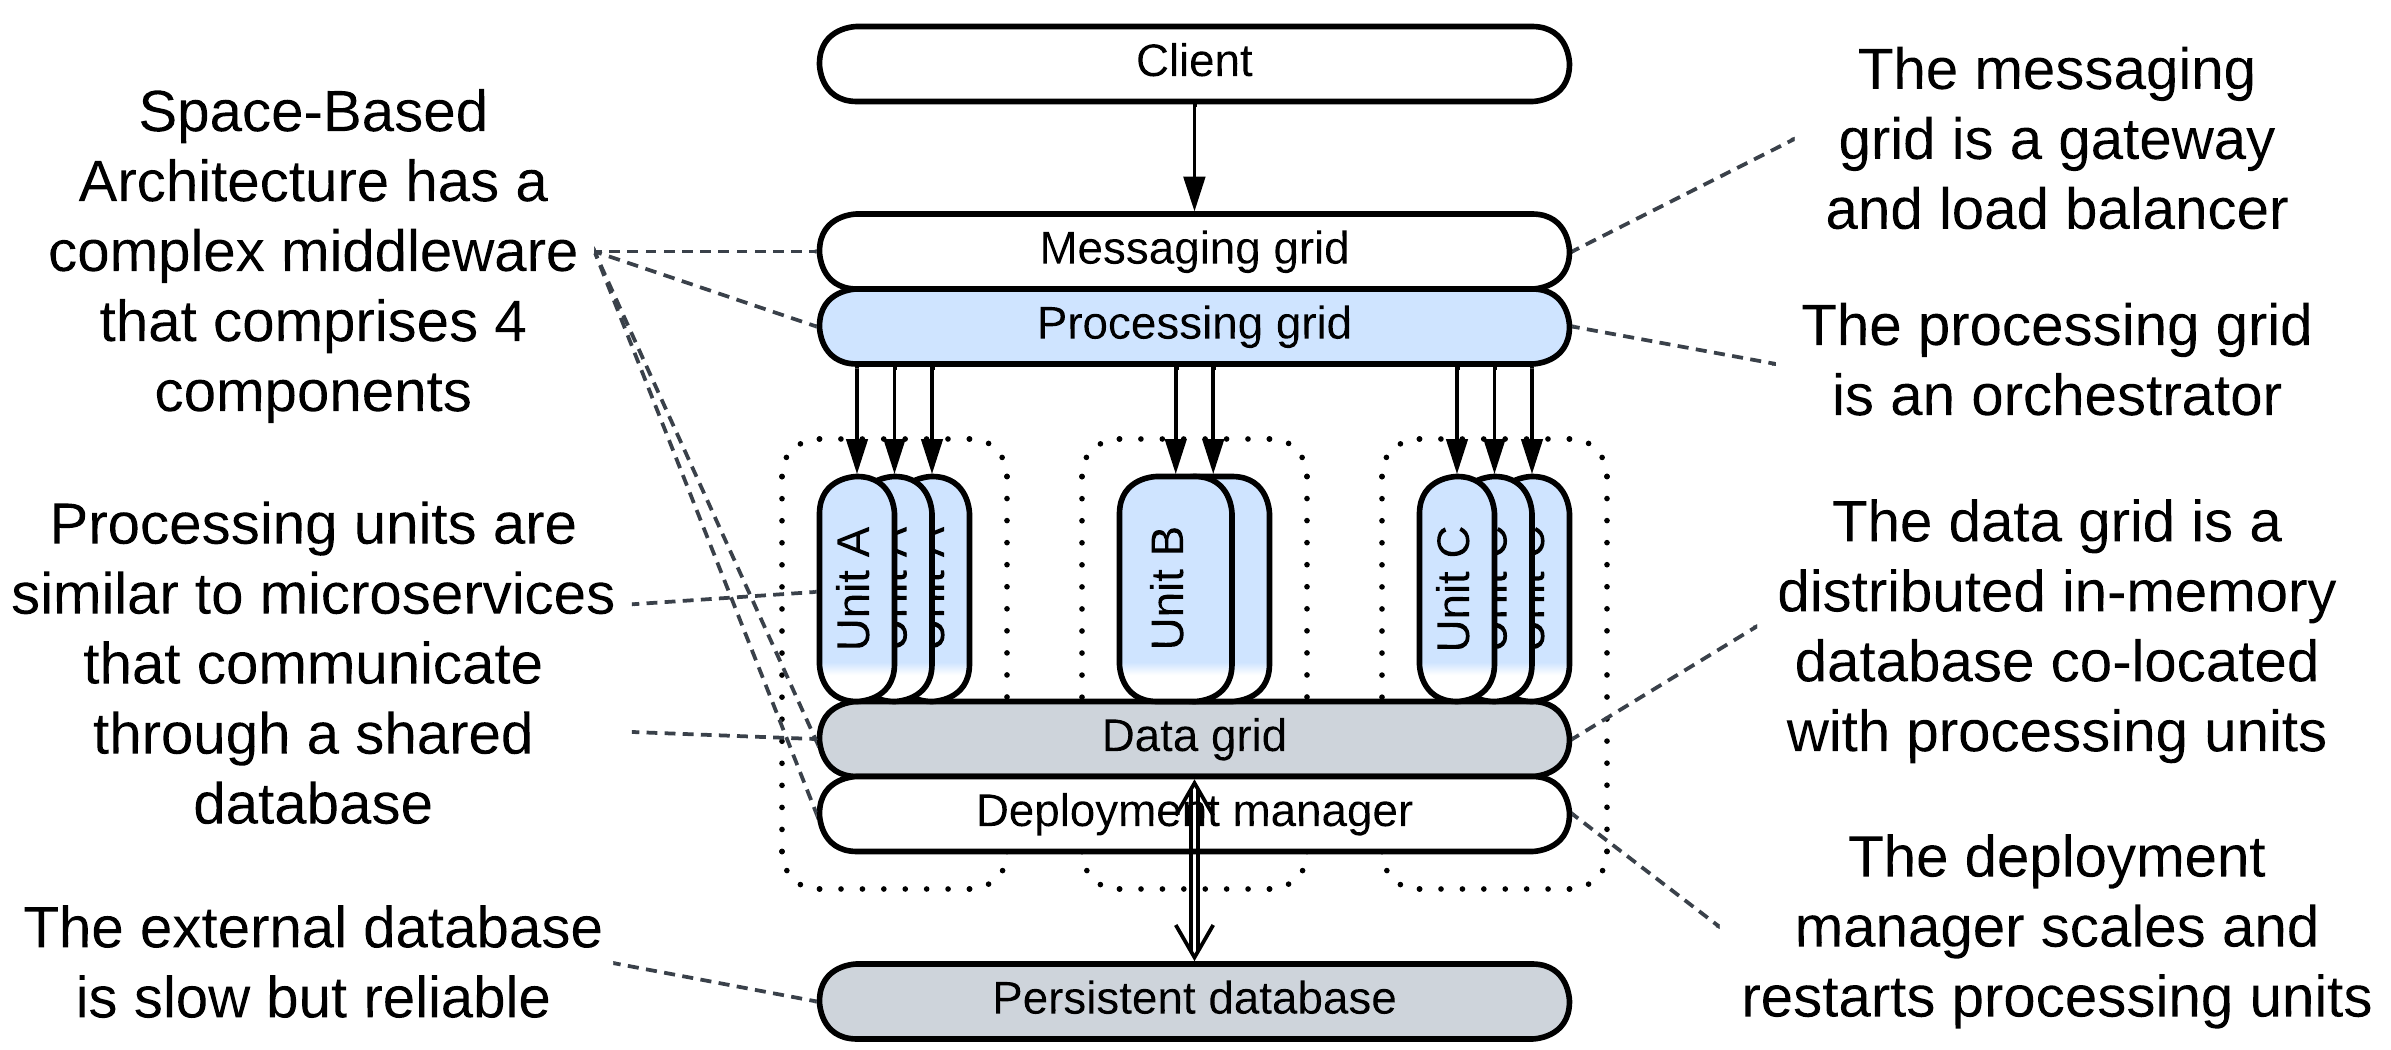 Client
Space-Based
Architecture has a
complex middleware
that comprises 4
components
The messaging
grid is a gateway
and load balancer
Messaging grid
Processing grid
The processing grid
is an orchestrator
Processing units are
similar to microservices
that communicate
through a shared
database
Unit A
Unit A
Unit A
Unit B
Unit C
Unit C
Unit C
The data grid is a
distributed in-memory
database co-located
with processing units
Data grid
Deployment manager
The deployment
manager scales and
restarts processing units
The external database
is slow but reliable
Persistent database